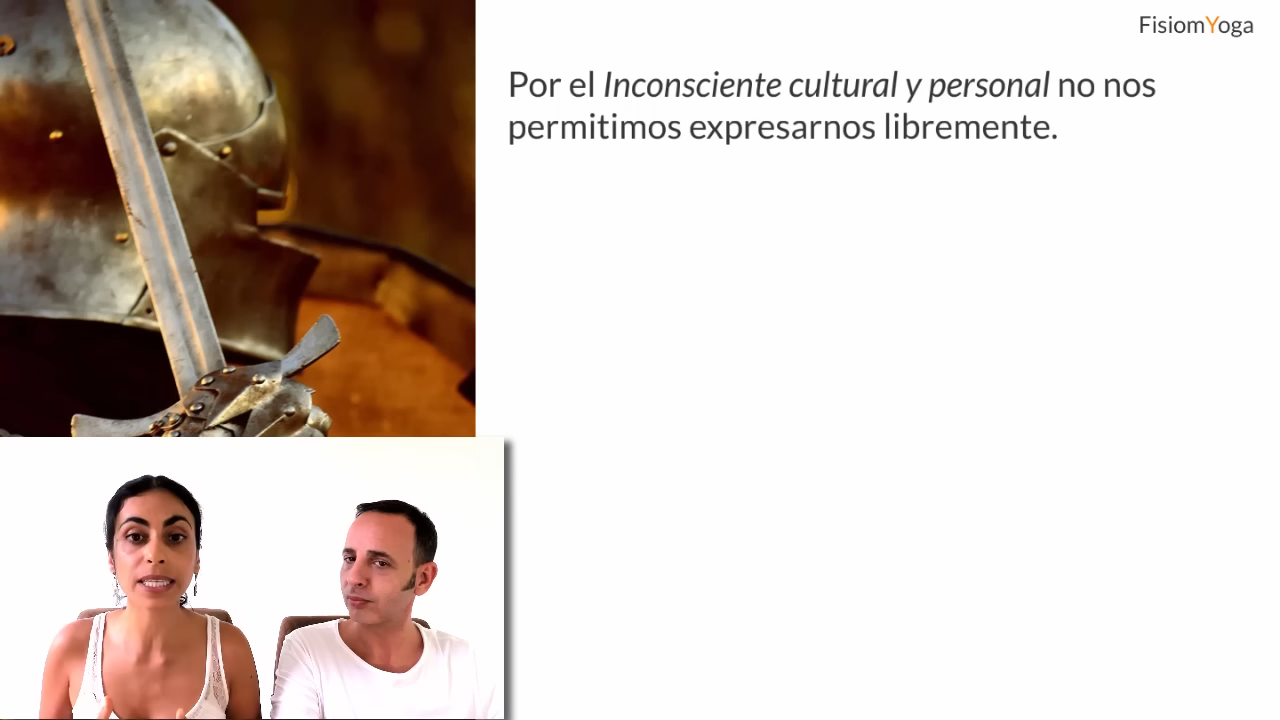 FisiomYoga
Por el Inconsciente cultural y personal no nos
permitimos expresarnos libremente.